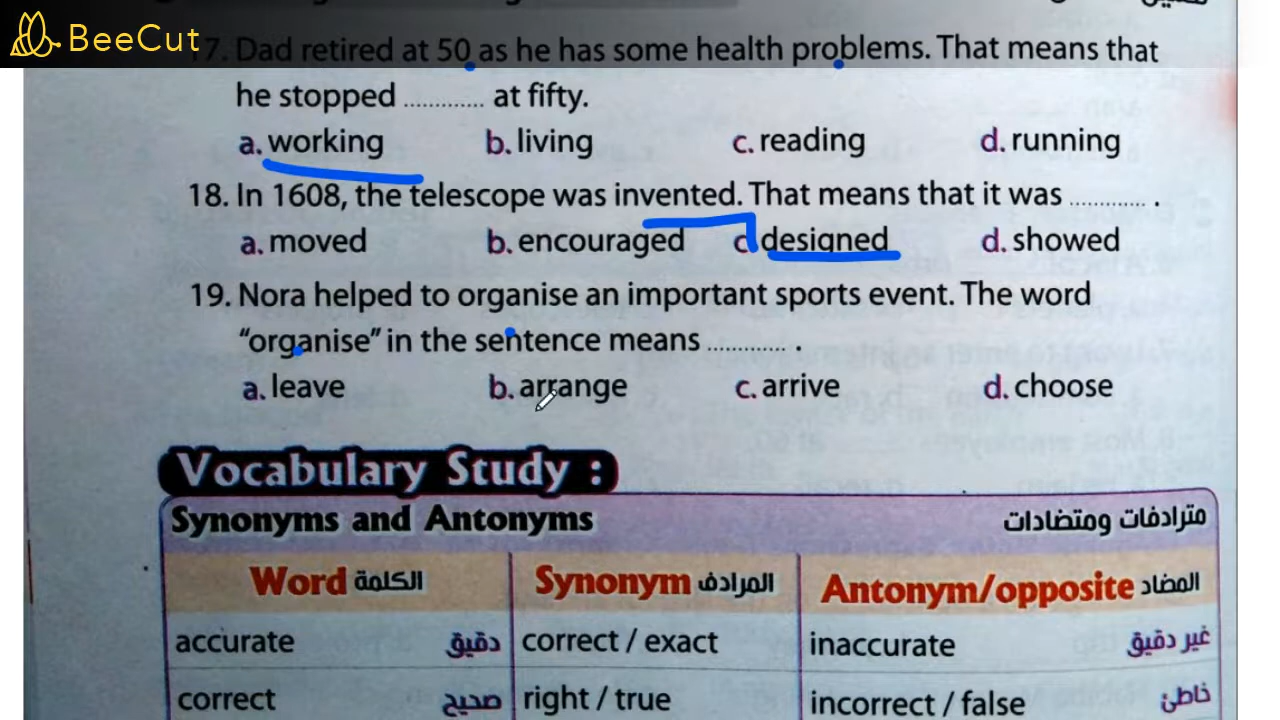 BeeCut
17. Dad retired at 50 as he has some health problems. That means that
he stopped ............. at fifty.
a. working b. living c. reading d. running
18. In 1608, the telescope was invented. That means that it was ............. .
a. moved b. encouraged c designed d. showed
19. Nora helped to organise an important sports event. The word
“organise” in the sentence means ............. .
a. leave b. arrange c. arrive d. choose
Vocabulary Study :
Synonyms and Antonyms مترادفات ومتضادات
Word الكلمة Synonym المرادف Antonym/opposite المضاد
accurate دقيق correct / exact inaccurate غير دقيق
correct صحيح right / true incorrect / false خاطئ